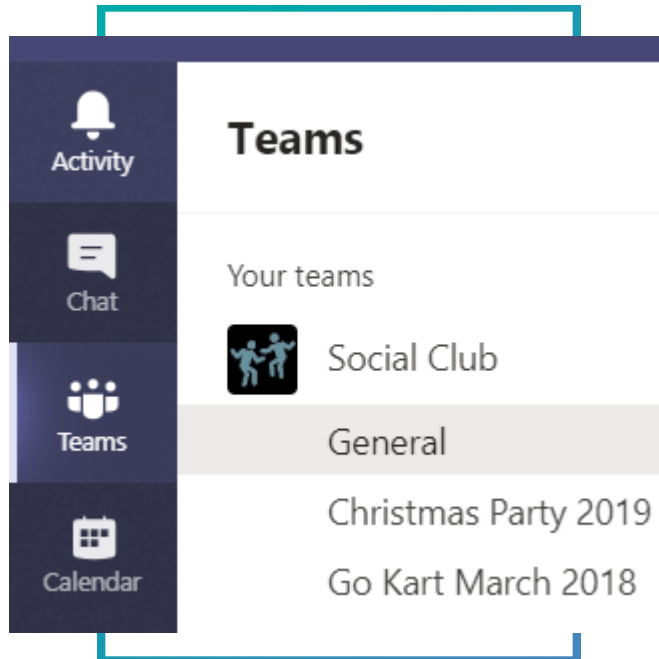 Activity
Chat
Teams
Calendar
Teams
Your teams
Social Club
General
Christmas Party 2019
Go Kart March 2018